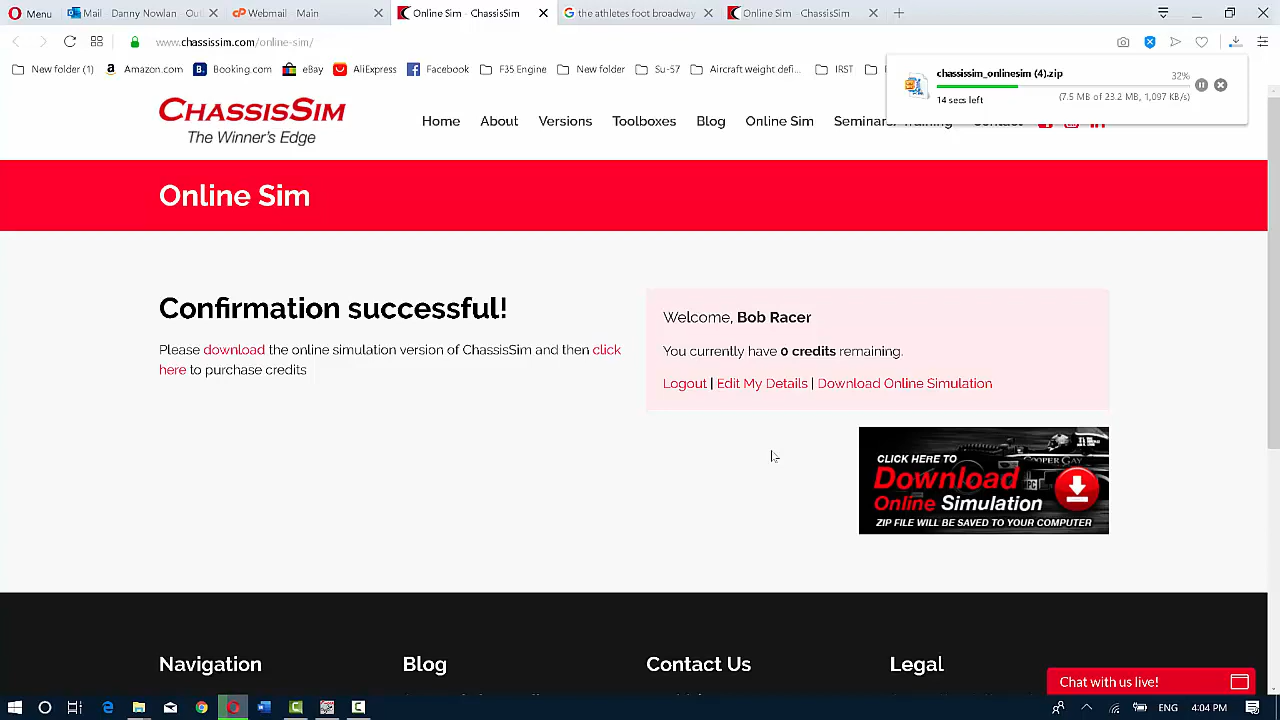 Menu
Mail
Danny Nowlan
Out
Webmail
Main
Online Sim - ChassisSim
the athletes foot broadway
Online Sim - ChassisSim
www.chassissim.com/online-sim/
New folder (1)
Amazon.com
Booking.com
eBay
AliExpress
Facebook
F35 Engine
New folder
Su-57
Aircraft weight defi...
IRST
chassissim_onlinesim (4).zip
32%
14 secs left
(7.5 MB of 23.2 MB, 1,097 KB/s)
CHASSISSIM
The Winner's Edge
Home
About
Versions
Toolboxes
Blog
Online Sim
Online Sim
Confirmation successful!
Please download the online simulation version of ChassisSim and then click
here to purchase credits
Welcome, Bob Racer
You currently have 0 credits remaining.
Logout | Edit My Details | Download Online Simulation
CLICK HERE TO
Download
Online Simulation
ZIP FILE WILL BE SAVED TO YOUR COMPUTER
COOPER GAY
Navigation
Blog
Contact Us
Legal
Chat with us live!
ENG
4:04 PM